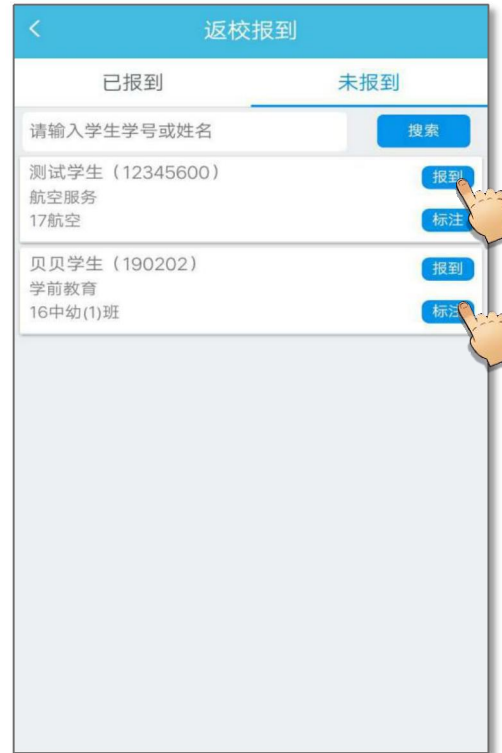 返校报到
已报到 未报到
请输入学生学号或姓名 搜索
测试学生（12345600） 报到
航空服务
17航空 标注
贝贝学生（190202） 报到
学前教育
16中幼(1)班 标注